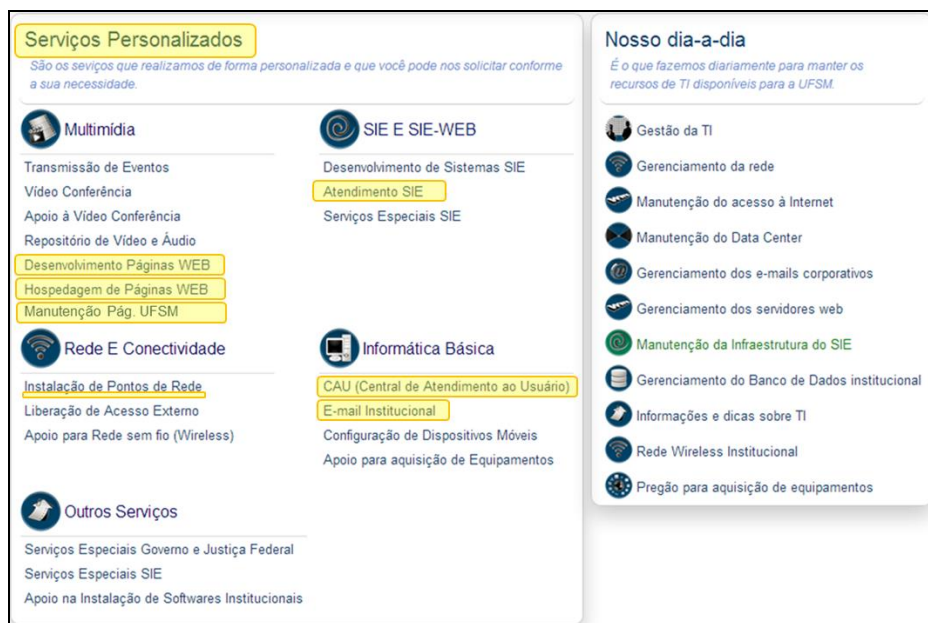 Serviços Personalizados
São os seviços que realizamos de forma personalizada e que você pode nos solicitar conforme
a sua necessidade.
Multimídia
Transmissão de Eventos
Vídeo Conferência
Apoio à Vídeo Conferência
Repositório de Vídeo e Áudio
Desenvolvimento Páginas WEB
Hospedagem de Páginas WEB
Manutenção Pág. UFSM
SIE E SIE-WEB
Desenvolvimento de Sistemas SIE
Atendimento SIE
Serviços Especiais SIE
Rede E Conectividade
Instalação de Pontos de Rede
Liberação de Acesso Externo
Apoio para Rede sem fio (Wireless)
Informática Básica
CAU (Central de Atendimento ao Usuário)
E-mail Institucional
Configuração de Dispositivos Móveis
Apoio para aquisição de Equipamentos
Outros Serviços
Serviços Especiais Governo e Justiça Federal
Serviços Especiais SIE
Apoio na Instalação de Softwares Institucionais
Nosso dia-a-dia
É o que fazemos diariamente para manter os
recursos de TI disponíveis para a UFSM.
Gestão da TI
Gerenciamento da rede
Manutenção do acesso à Internet
Manutenção do Data Center
Gerenciamento dos e-mails corporativos
Gerenciamento dos servidores web
Manutenção da Infraestrutura do SIE
Gerenciamento do Banco de Dados institucional
Informações e dicas sobre TI
Rede Wireless Institucional
Pregão para aquisição de equipamentos